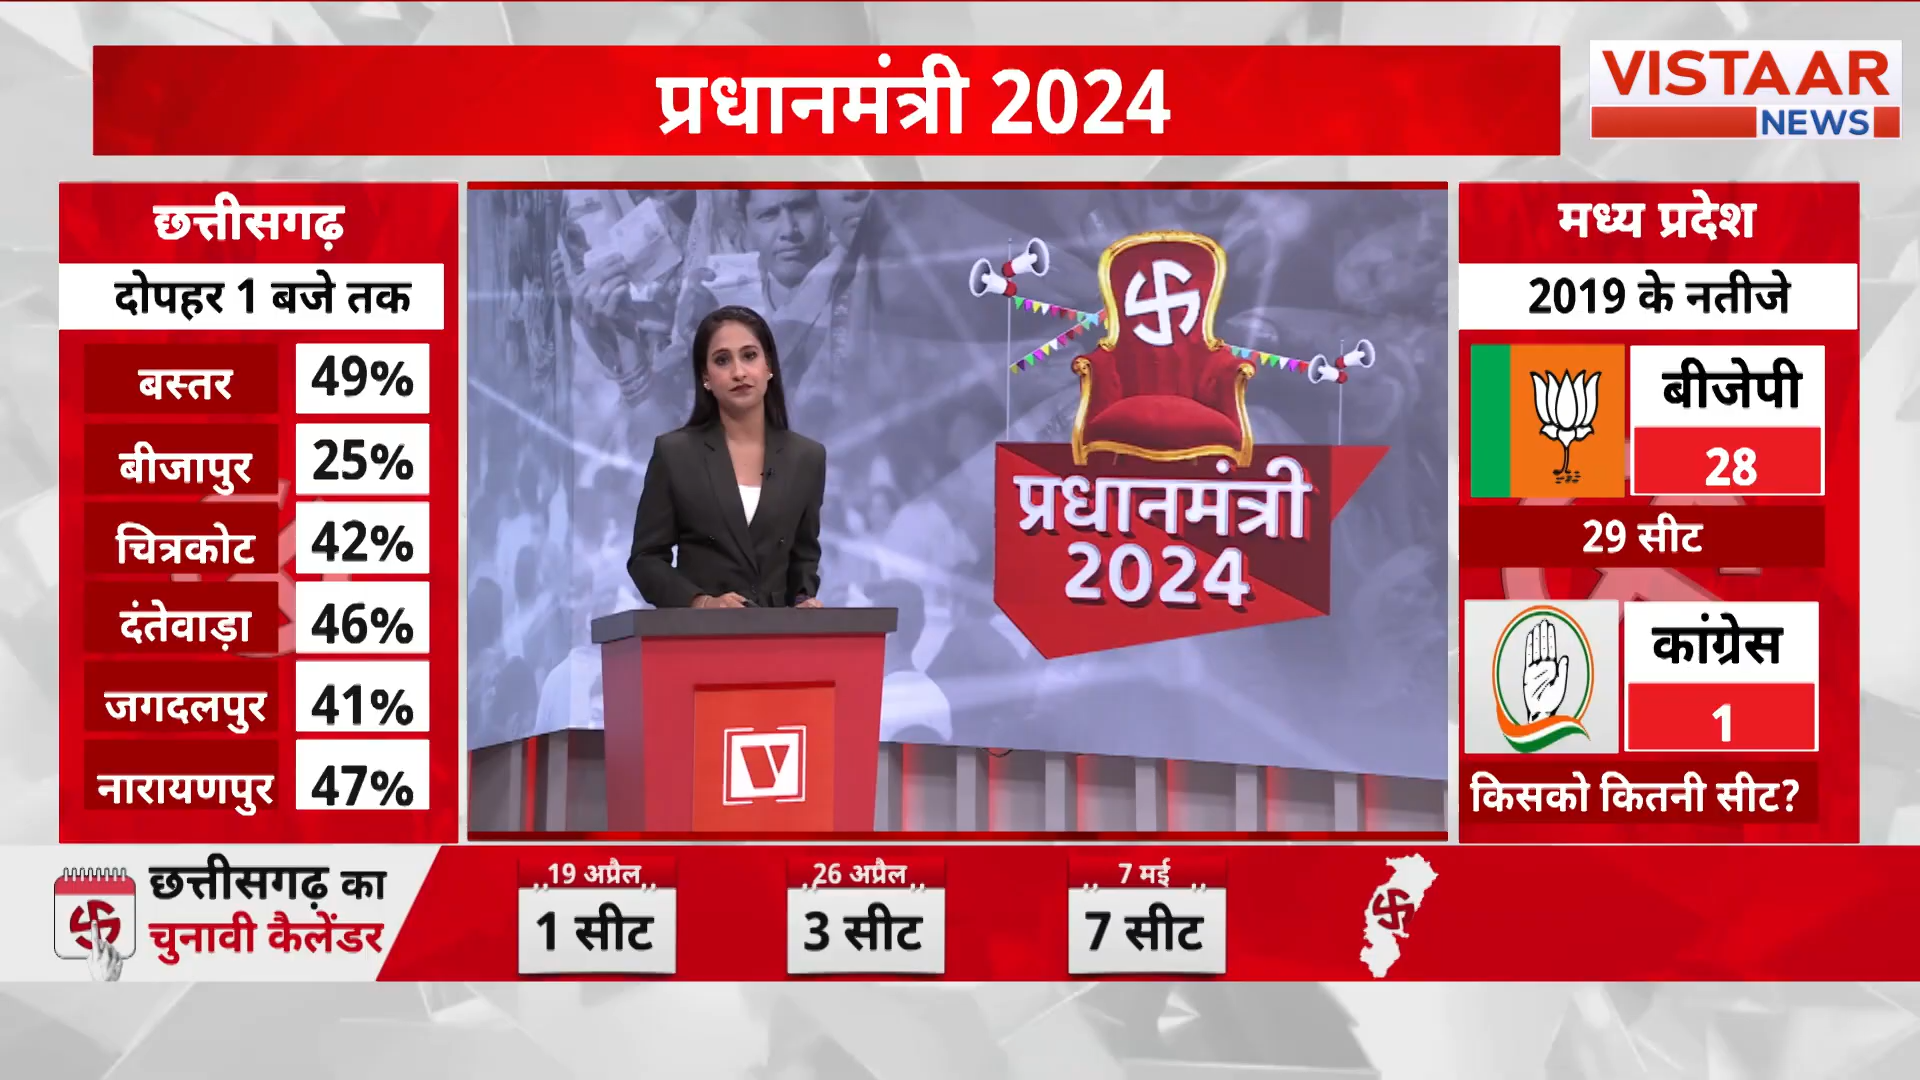 प्रधानमंत्री 2024
VISTAAR
NEWS
छत्तीसगढ़
दोपहर 1 बजे तक
बस्तर 49%
बीजापुर 25%
चित्रकोट 42%
दंतेवाड़ा 46%
जगदलपुर 41%
नारायणपुर 47%
प्रधानमंत्री
2024
V
मध्य प्रदेश
2019 के नतीजे
बीजेपी
28
29 सीट
कांग्रेस
1
किसको कितनी सीट?
छत्तीसगढ़ का
चुनावी कैलेंडर
19 अप्रैल
1 सीट
26 अप्रैल
3 सीट
7 मई
7 सीट